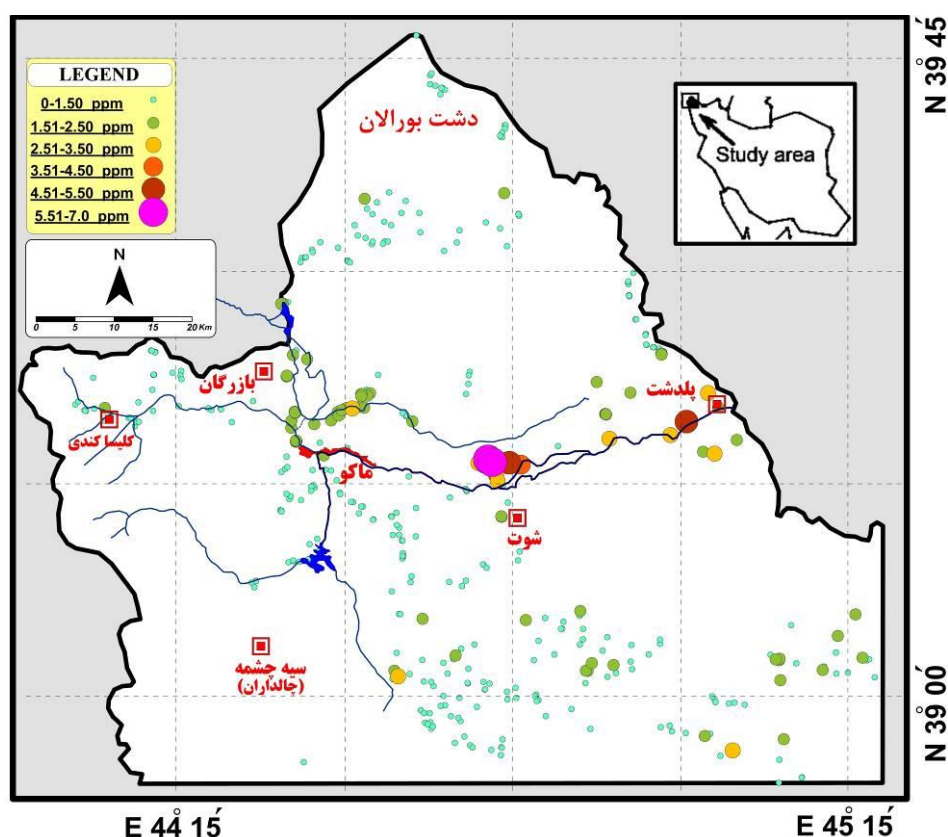 LEGEND
0-1.50 ppm
1.51-2.50 ppm
2.51-3.50 ppm
3.51-4.50 ppm
4.51-5.50 ppm
5.51-7.0 ppm
N
0 5 10 15 20 Km
دشت بورالان
Study area
بازرگان
پلدشت
کلیسا کندی
ماکو
شوت
سیه چشمه
(چالدران)
N 39° 45´
N 39° 00´
E 44° 15´
E 45° 15´